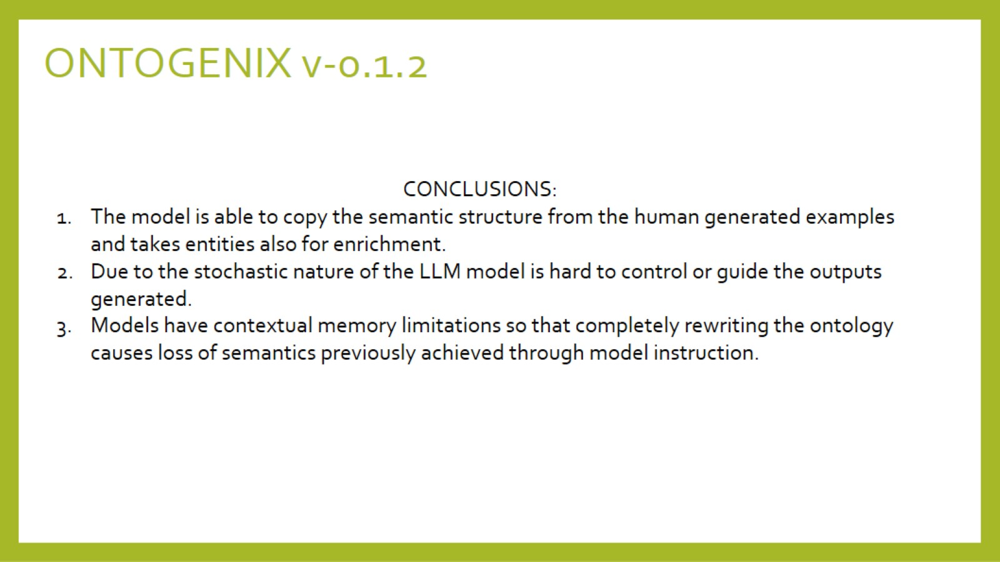 ONTOGENIX v-0.1.2
CONCLUSIONS:
1. The model is able to copy the semantic structure from the human generated examples
and takes entities also for enrichment.
2. Due to the stochastic nature of the LLM model is hard to control or guide the outputs
generated.
3. Models have contextual memory limitations so that completely rewriting the ontology
causes loss of semantics previously achieved through model instruction.